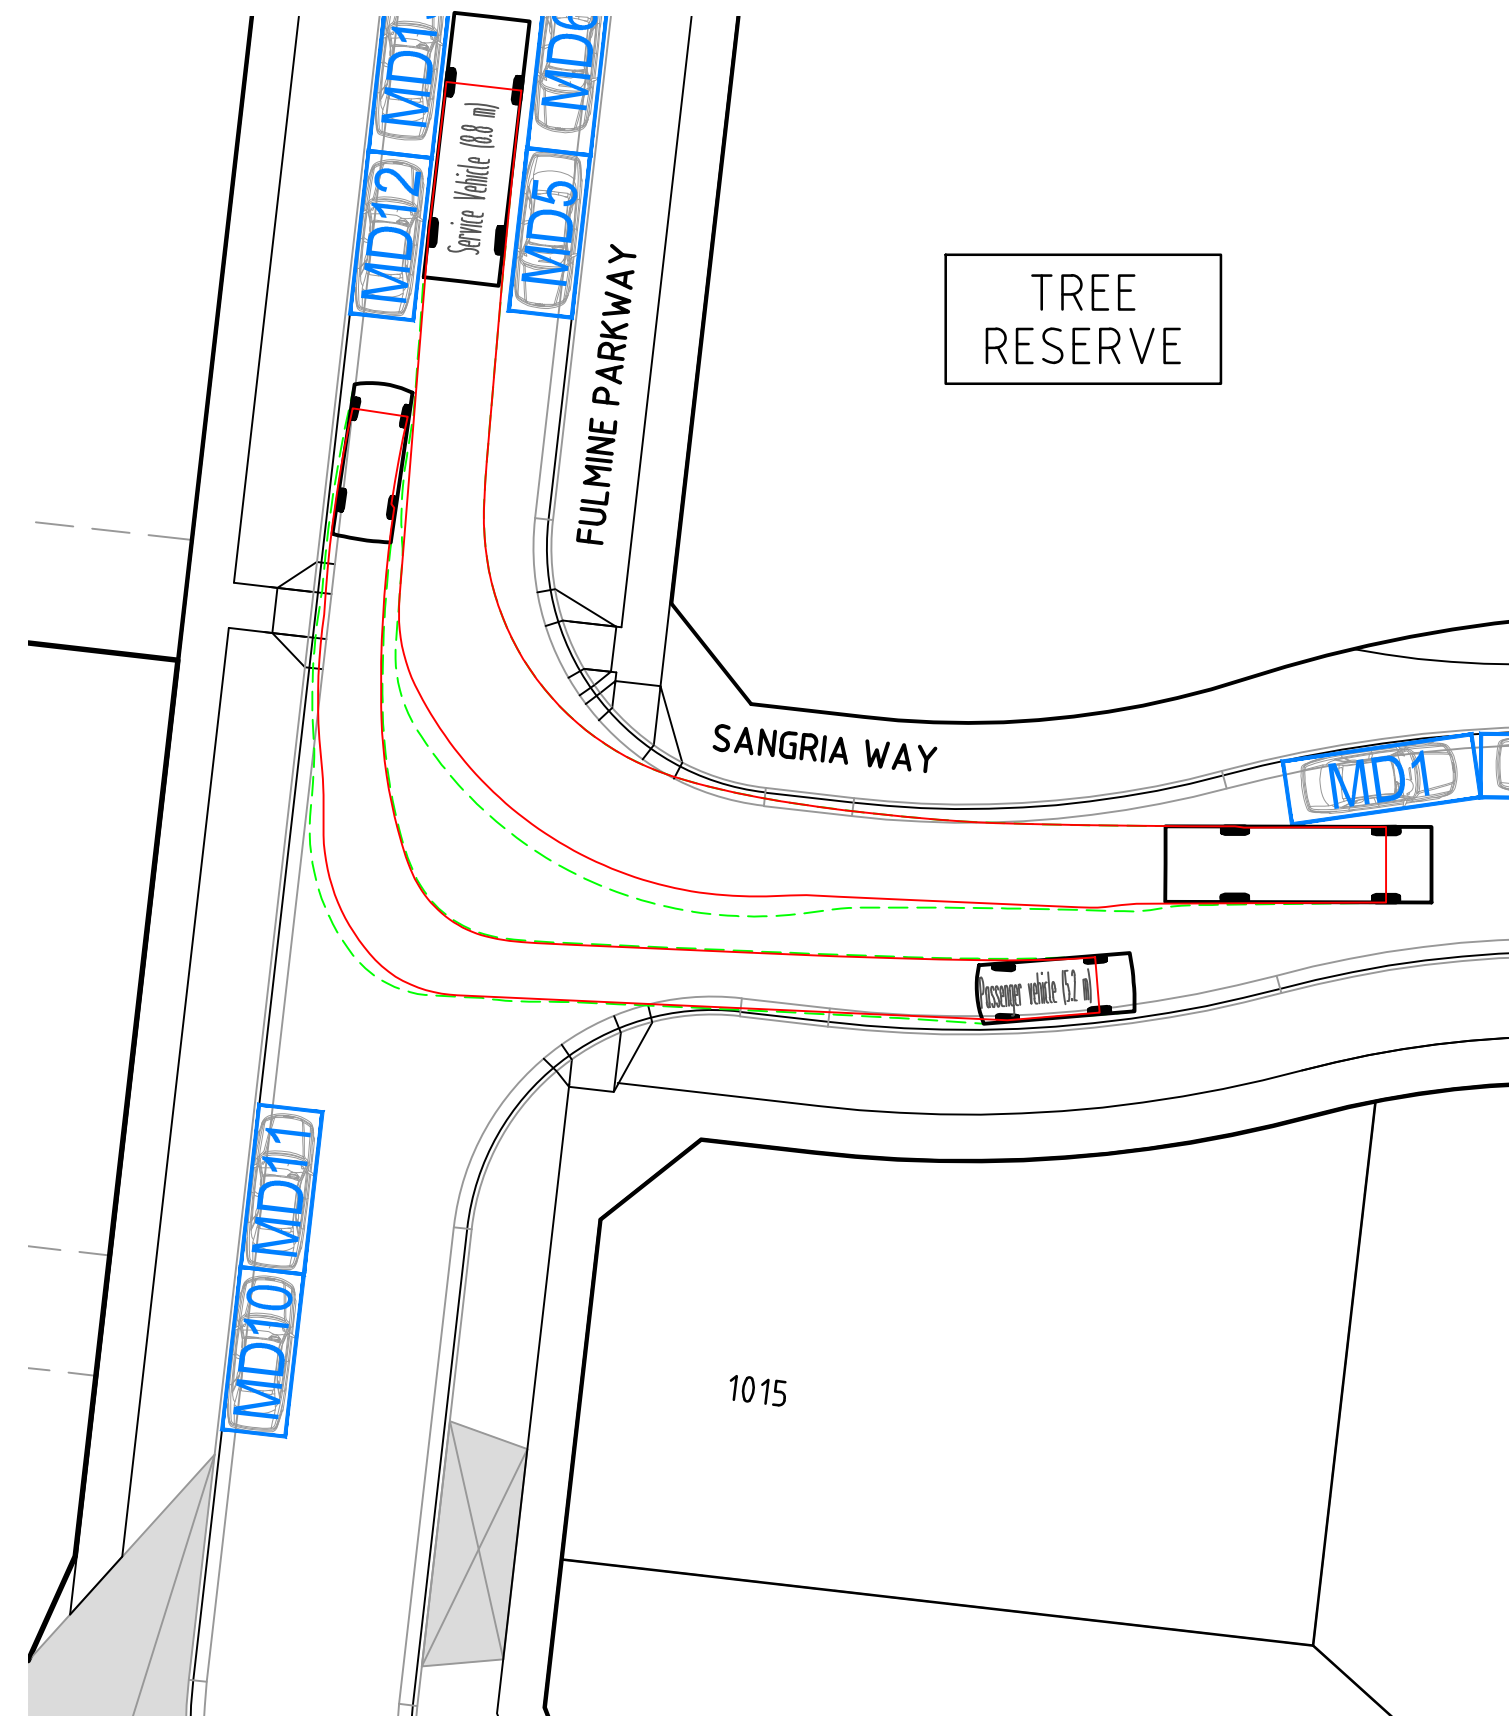 MD12
MD5
Service Vehicle (8.8 m)
FULMINE PARKWAY
TREE
RESERVE
SANGRIA WAY
MD1
Passenger vehicle (5.2 m)
MD11
MD10
1015